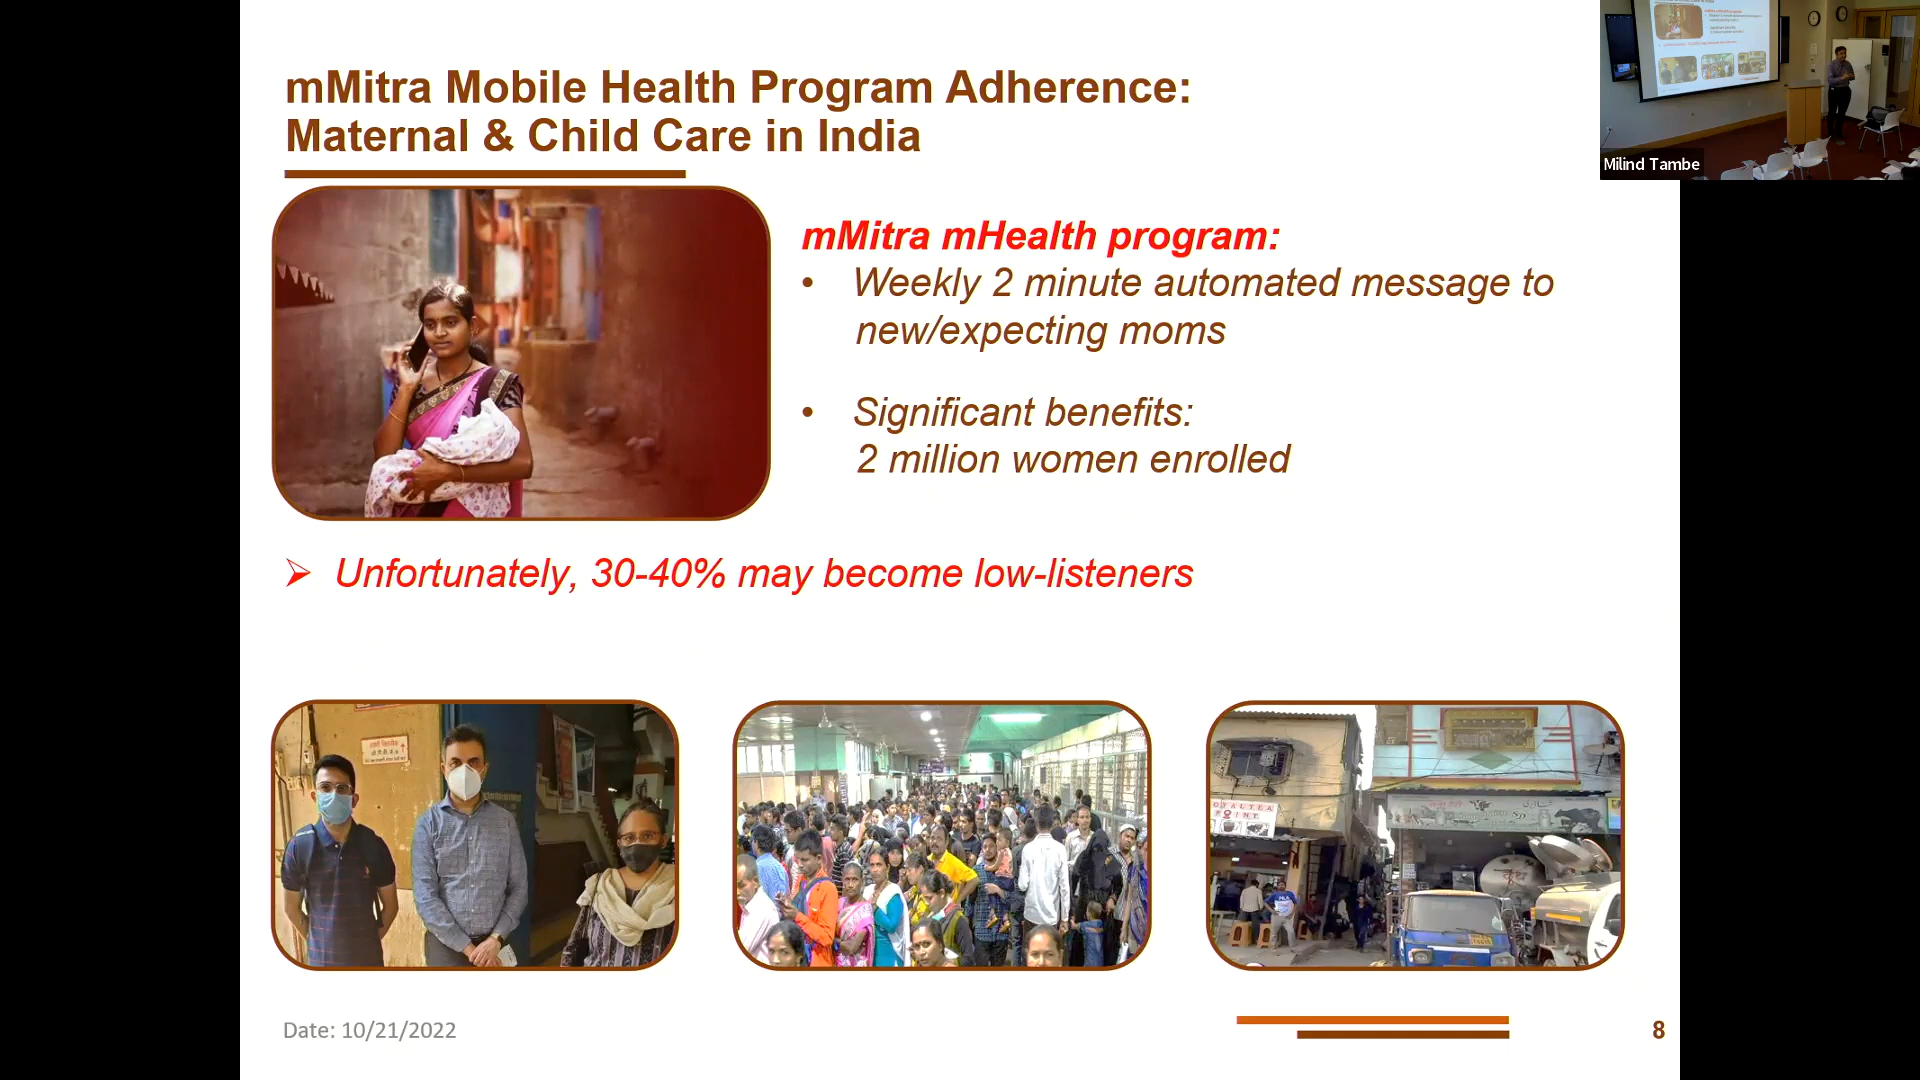 mMitra Mobile Health Program Adherence:
Maternal & Child Care in India
Milind Tambe
mMitra mHealth program:
• Weekly 2 minute automated message to
new/expecting moms
• Significant benefits:
2 million women enrolled
➢ Unfortunately, 30-40% may become low-listeners
OYALTEA
POINT
दूध
Date: 10/21/2022
8